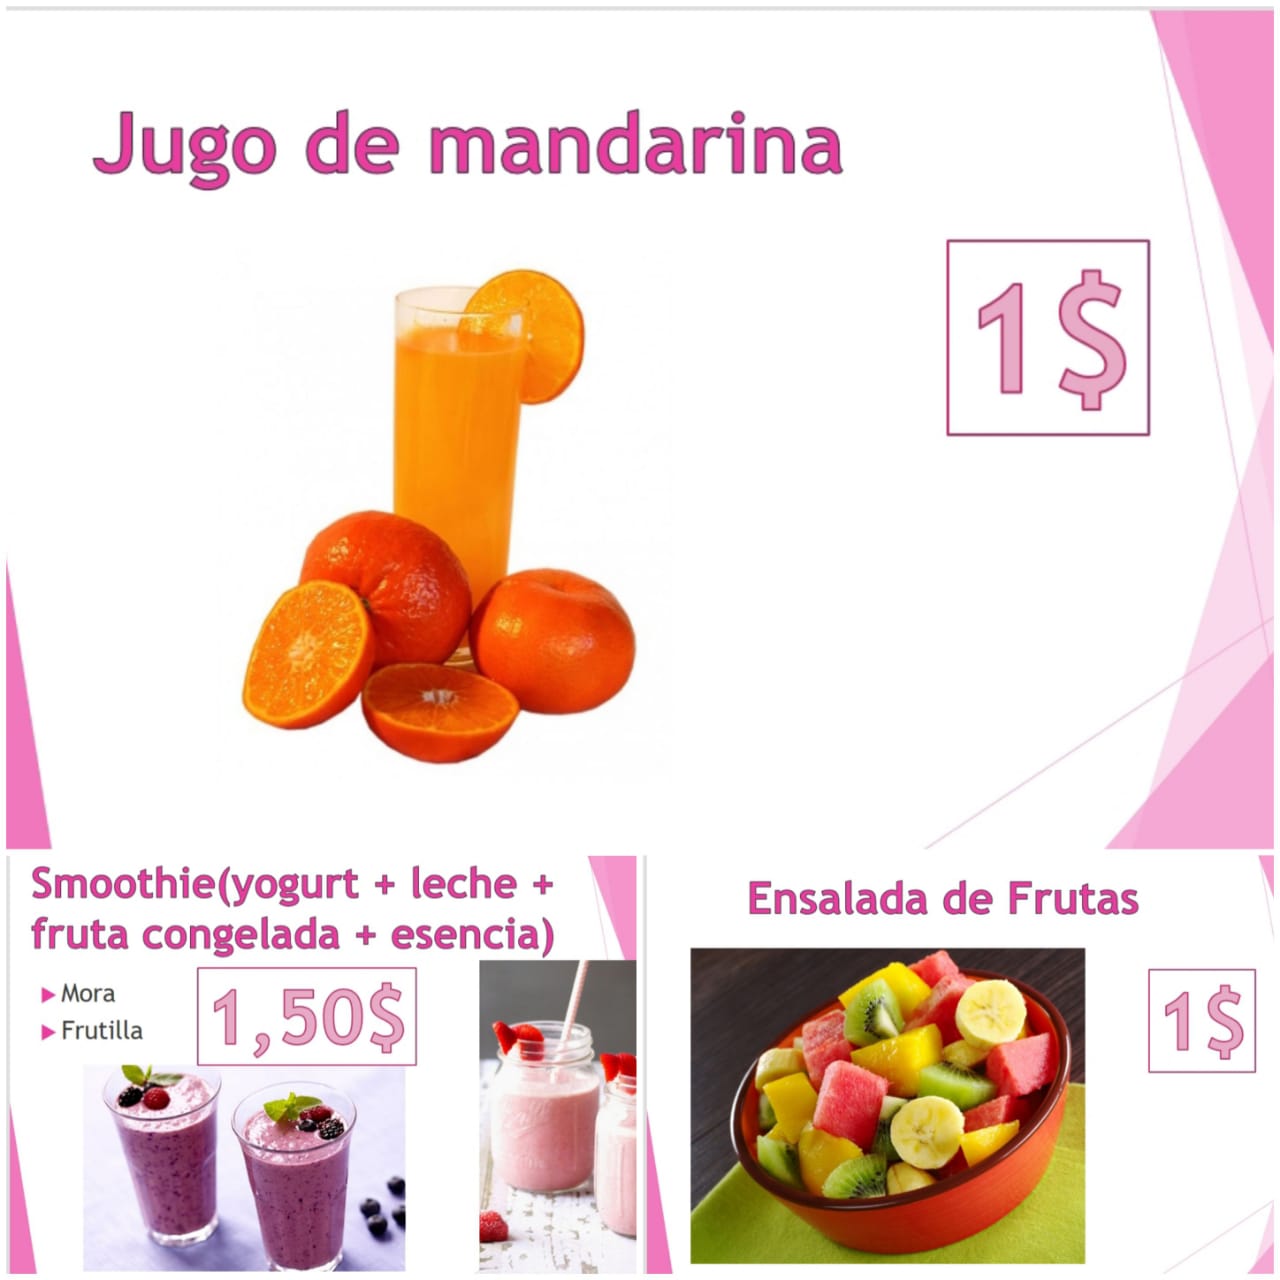 Jugo de mandarina
1$
Smoothie(yogurt + leche +
fruta congelada + esencia)
Mora
Frutilla
1,50$
Ensalada de Frutas
1$